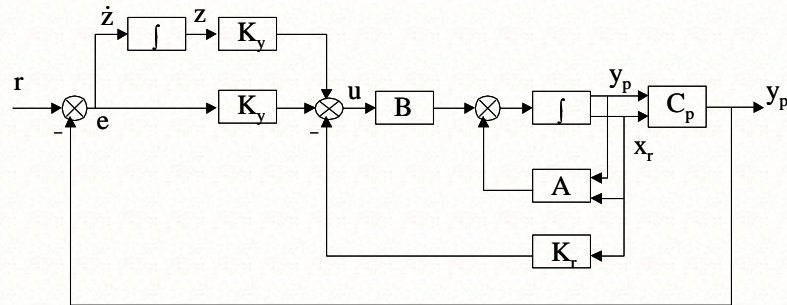 ż z
∫ K_y
r e - K_y - u B ∫ y_p C_p y_p
x_r
A
K_r